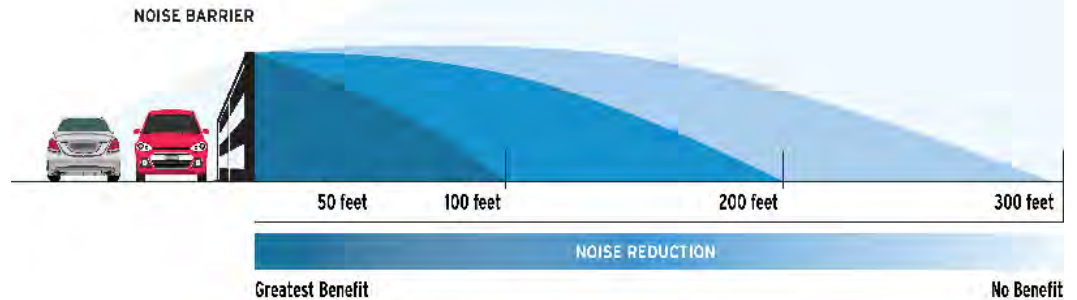 NOISE BARRIER
50 feet 100 feet 200 feet 300 feet
NOISE REDUCTION
Greatest Benefit No Benefit